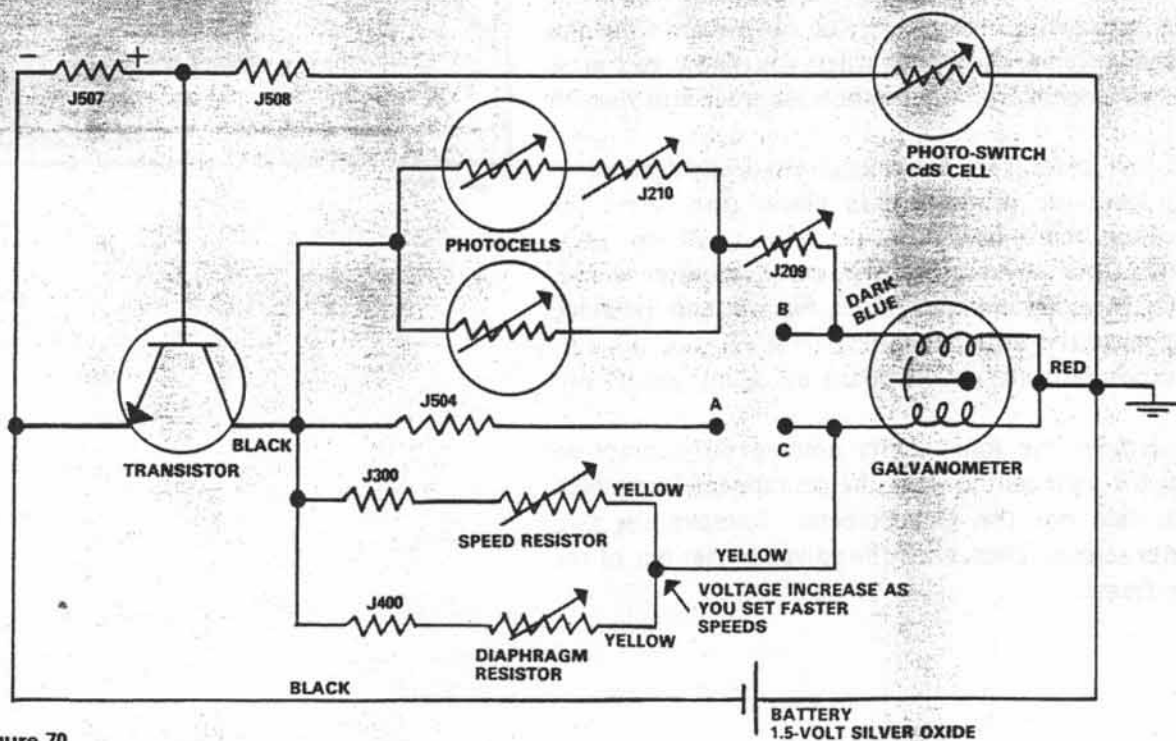 − +
J507
J508
PHOTO-SWITCH
CdS CELL
J210
PHOTOCELLS
J209
DARK
BLUE
B
RED
J504
A
BLACK
C
TRANSISTOR
GALVANOMETER
J300
YELLOW
SPEED RESISTOR
YELLOW
VOLTAGE INCREASE AS
YOU SET FASTER
SPEEDS
J400
YELLOW
DIAPHRAGM
RESISTOR
BLACK
BATTERY
1.5-VOLT SILVER OXIDE